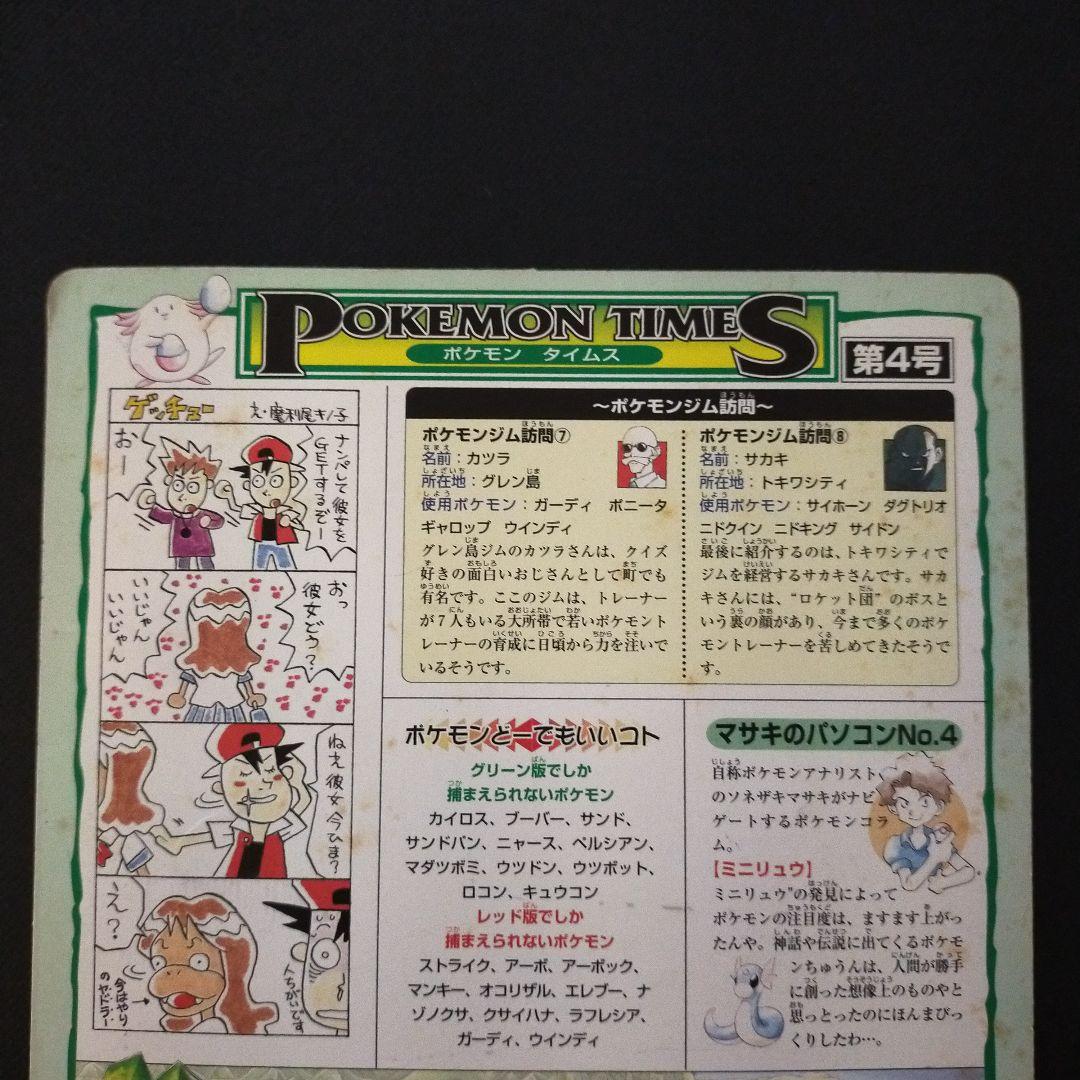 POKEMON TIMES
ポケモン タイムス
第4号
ゲッチュー
え・魔利尾キノ子
ナンパして彼女を
GETするぞー
おー
おっ
彼女どう?
いいじゃん
いいじゃん
ねえ彼女今ひま?
え?
今はやり
のヤドラン
人ちがいです
〜ポケモンジム訪問〜
ポケモンジム訪問⑦
名前:カツラ
所在地:グレン島
使用ポケモン:ガーディ ポニータ
ギャロップ ウインディ
グレン島ジムのカツラさんは、クイズ
好きの面白いおじさんとして町でも
有名です。ここのジムは、トレーナー
が7人もいる大所帯で若いポケモント
レーナーの育成に日頃から力を注いで
いるそうです。
ポケモンジム訪問⑧
名前:サカキ
所在地:トキワシティ
使用ポケモン:サイホーン ダグトリオ
ニドクイン ニドキング サイドン
最後に紹介するのは、トキワシティで
ジムを経営するサカキさんです。サカ
キさんには、“ロケット団”のボスと
いう裏の顔があり、今まで多くのポケ
モントレーナーを苦しめてきたそうで
す。
ポケモンどーでもいいコト
グリーン版でしか
捕まえられないポケモン
カイロス、ブーバー、サンド、
サンドパン、ニャース、ペルシアン、
マダツボミ、ウツドン、ウツボット、
ロコン、キュウコン
レッド版でしか
捕まえられないポケモン
ストライク、アーボ、アーボック、
マンキー、オコリザル、エレブー、ナ
ゾノクサ、クサイハナ、ラフレシア、
ガーディ、ウインディ
マサキのパソコンNo.4
自称ポケモンアナリスト、
のソネザキマサキがナビ
ゲートするポケモンコラ
ム。
【ミニリュウ】
ミニリュウ"の発見によって
ポケモンの注目度は、ますます上がっ
たんや。神話や伝説に出てくるポケモ
ンちゅうんは、人間が勝手
に創った想像上のものやと
思っとったのにほんまびっ
くりしたわ…。